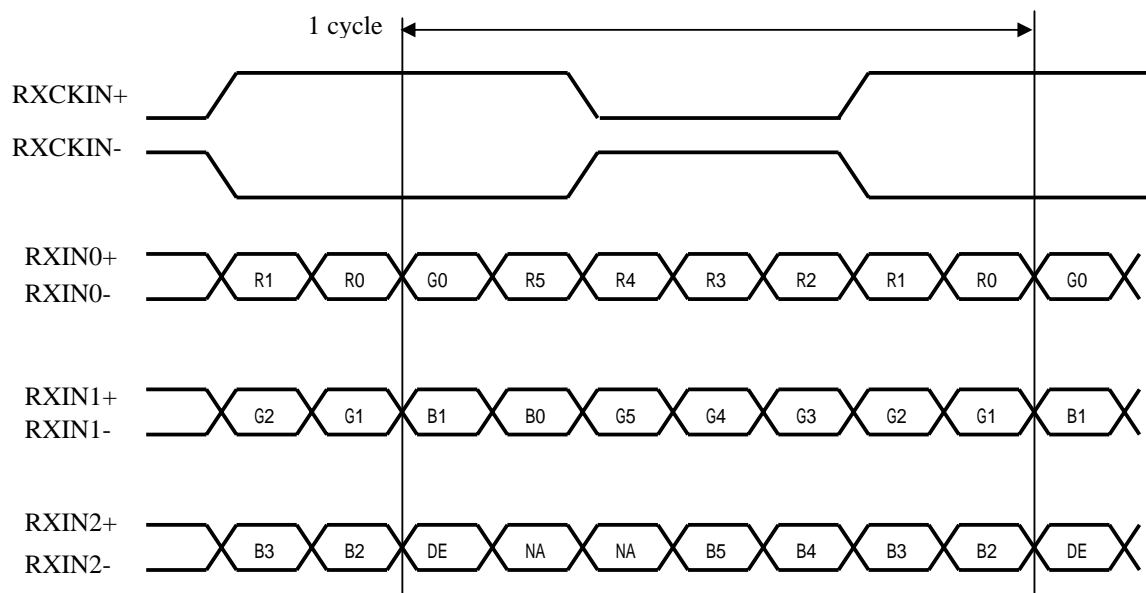 1 cycle
RXCKIN+
RXCKIN-
RXIN0+
RXIN0-
R1 R0 G0 R5 R4 R3 R2 R1 R0 G0
RXIN1+
RXIN1-
G2 G1 B1 B0 G5 G4 G3 G2 G1 B1
RXIN2+
RXIN2-
B3 B2 DE NA NA B5 B4 B3 B2 DE